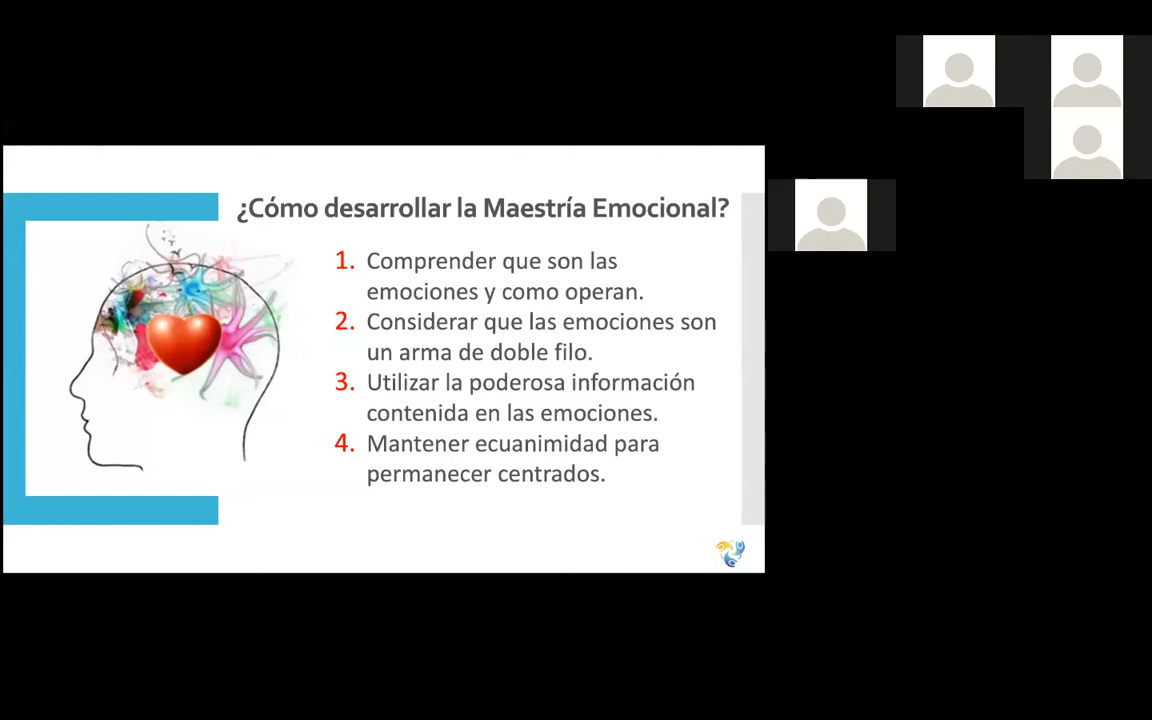 ¿Cómo desarrollar la Maestría Emocional?
1. Comprender que son las
emociones y como operan.
2. Considerar que las emociones son
un arma de doble filo.
3. Utilizar la poderosa información
contenida en las emociones.
4. Mantener ecuanimidad para
permanecer centrados.